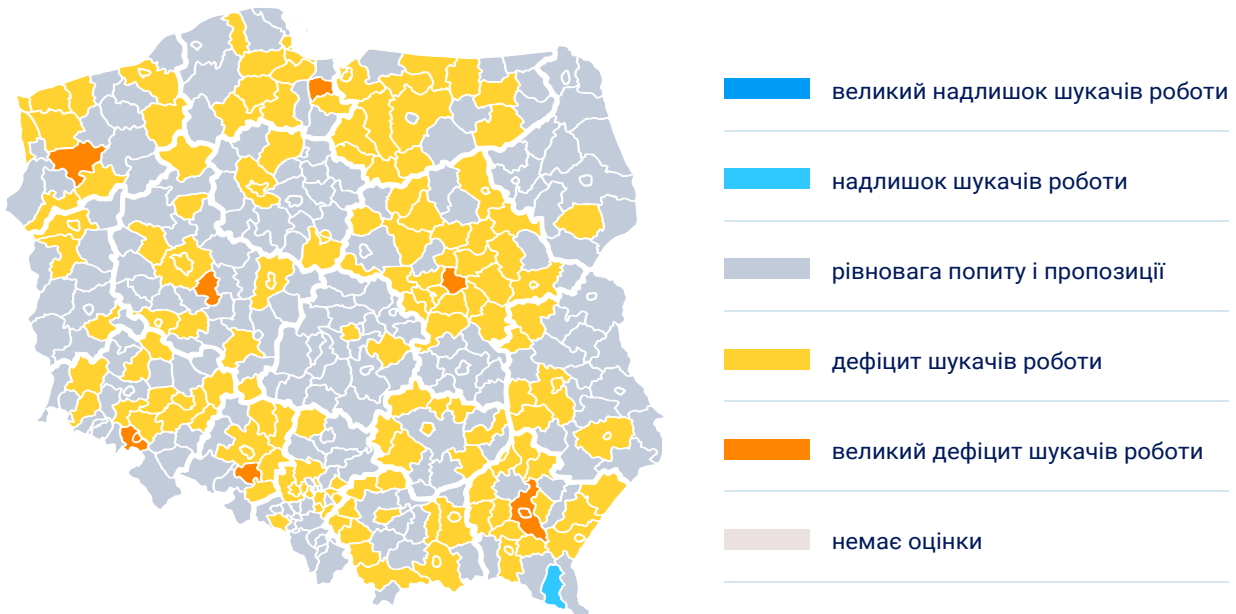 великий надлишок шукачів роботи
надлишок шукачів роботи
рівновага попиту і пропозиції
дефіцит шукачів роботи
великий дефіцит шукачів роботи
немає оцінки